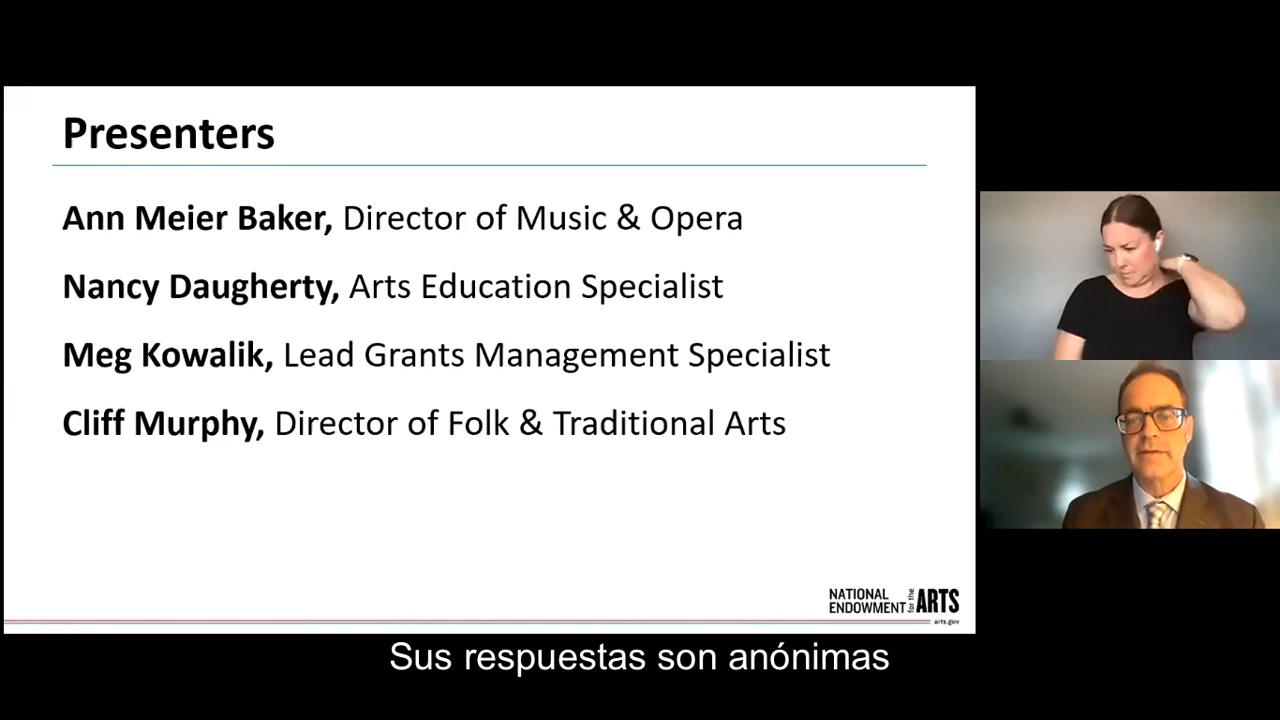 Presenters
Ann Meier Baker, Director of Music & Opera
Nancy Daugherty, Arts Education Specialist
Meg Kowalik, Lead Grants Management Specialist
Cliff Murphy, Director of Folk & Traditional Arts
NATIONAL ENDOWMENT for the ARTS
arts.gov
Sus respuestas son anónimas